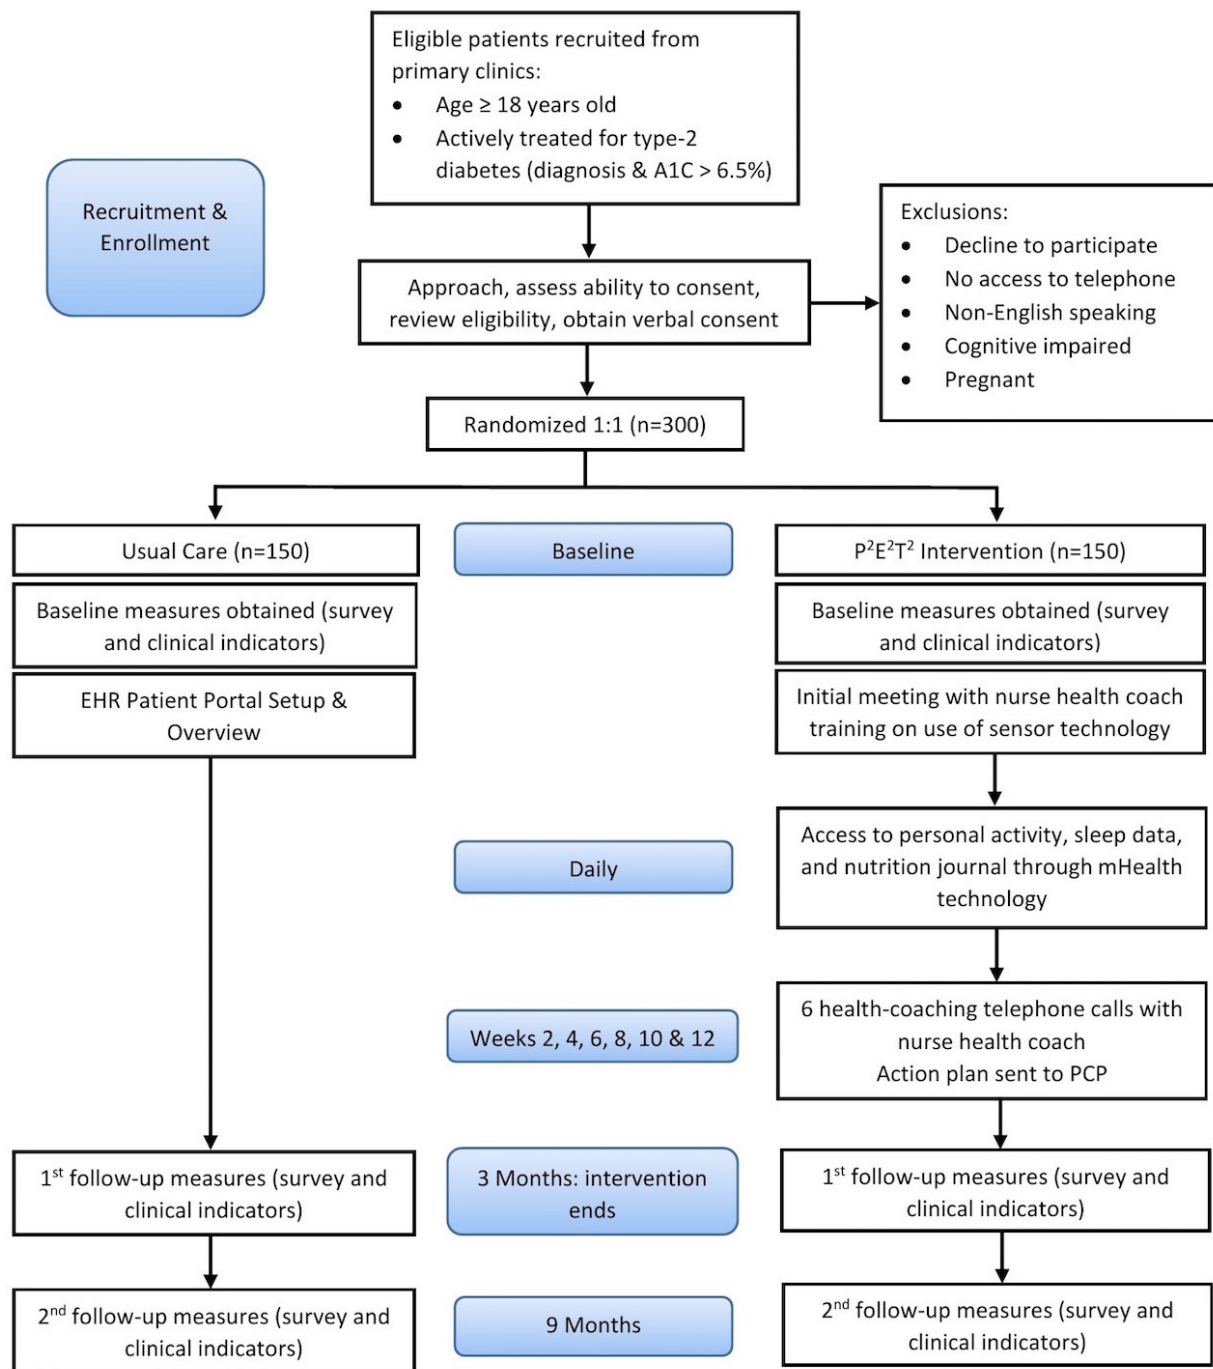 Eligible patients recruited from
primary clinics:
• Age ≥ 18 years old
• Actively treated for type-2
diabetes (diagnosis & A1C > 6.5%)
Recruitment &
Enrollment
Exclusions:
• Decline to participate
• No access to telephone
• Non-English speaking
• Cognitive impaired
• Pregnant
Approach, assess ability to consent,
review eligibility, obtain verbal consent
Randomized 1:1 (n=300)
Usual Care (n=150)
Baseline measures obtained (survey
and clinical indicators)
EHR Patient Portal Setup &
Overview
Baseline
P²E²T² Intervention (n=150)
Baseline measures obtained (survey
and clinical indicators)
Initial meeting with nurse health coach
training on use of sensor technology
Daily
Access to personal activity, sleep data,
and nutrition journal through mHealth
technology
Weeks 2, 4, 6, 8, 10 & 12
6 health-coaching telephone calls with
nurse health coach
Action plan sent to PCP
1st follow-up measures (survey and
clinical indicators)
3 Months: intervention
ends
1st follow-up measures (survey and
clinical indicators)
2nd follow-up measures (survey and
clinical indicators)
9 Months
2nd follow-up measures (survey and
clinical indicators)